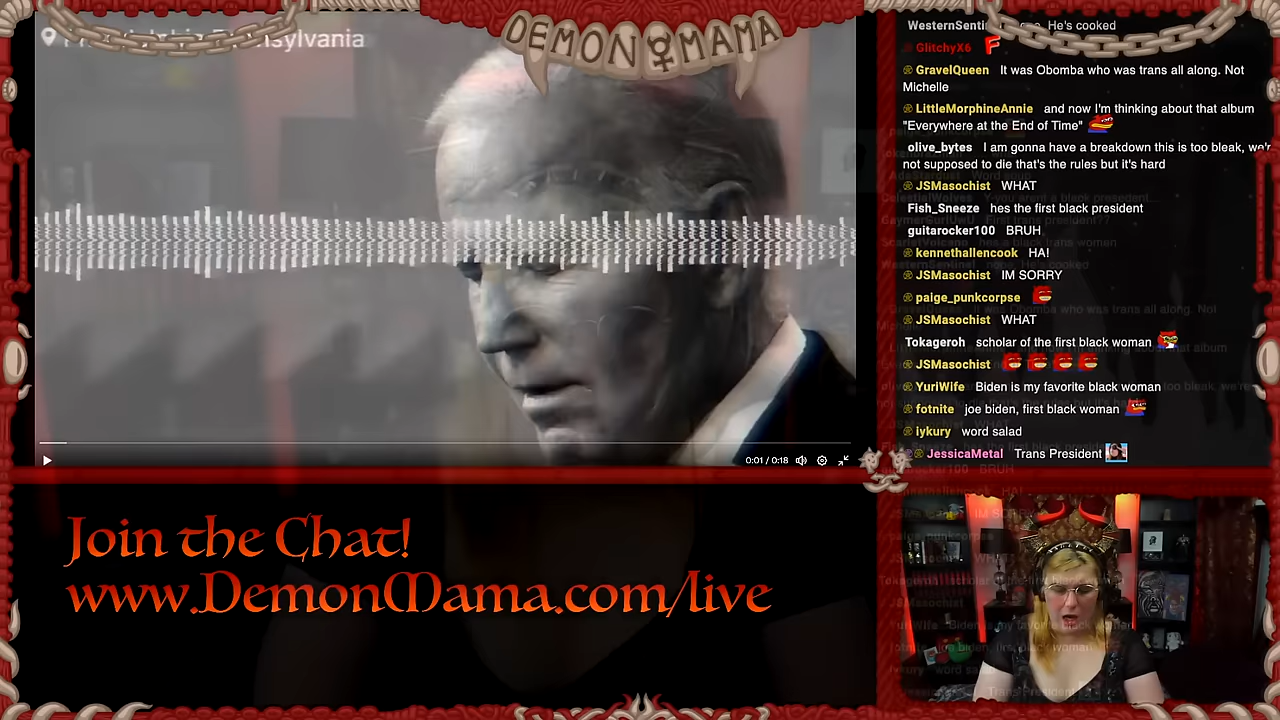 DEMON MAMA
WesternSenti
He's cooked
GlitchyX6
GravelQueen It was Obomba who was trans all along. Not
Michelle
LittleMorphineAnnie and now I'm thinking about that album
"Everywhere at the End of Time"
olive_bytes I am gonna have a breakdown this is too bleak, we'r
not supposed to die that's the rules but it's hard
JSMasochist WHAT
Fish_Sneeze hes the first black president
guitarocker100 BRUH
kennethallencook HA!
JSMasochist IM SORRY
paige_punkcorpse
JSMasochist WHAT
Tokageroh scholar of the first black woman
JSMasochist
YuriWife Biden is my favorite black woman
fotnite joe biden, first black woman
iykury word salad
JessicaMetal Trans President
0:01 / 0:18
Join the Chat!
www.DemonMama.com/live